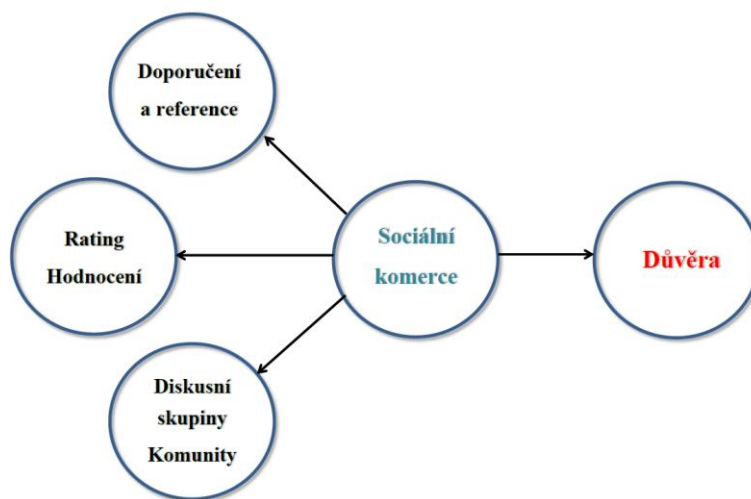 Doporučení
a reference
Rating
Hodnocení
Sociální
komerce
Důvěra
Diskusní
skupiny
Komunity